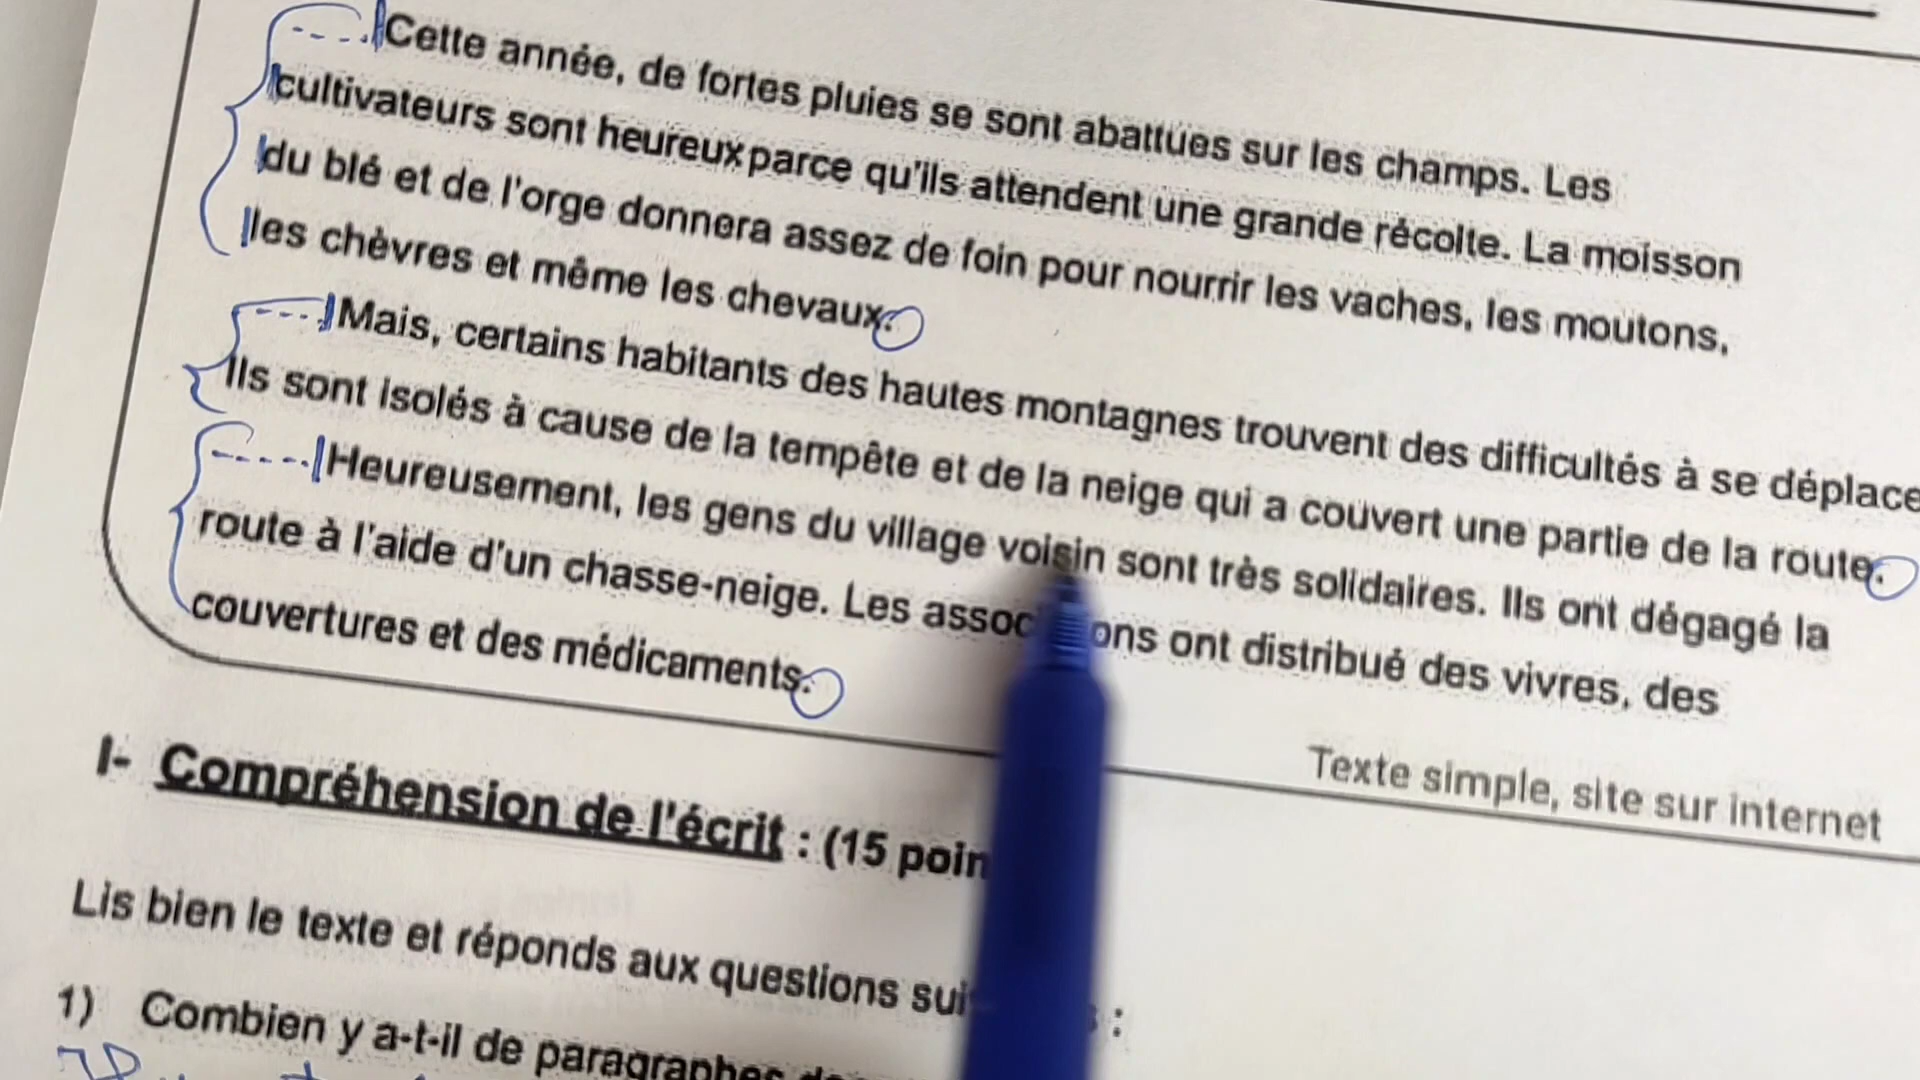 Cette année, de fortes pluies se sont abattues sur les champs. Les
cultivateurs sont heureux parce qu'ils attendent une grande récolte. La moisson
du blé et de l'orge donnera assez de foin pour nourrir les vaches, les moutons,
les chèvres et même les chevaux.
Mais, certains habitants des hautes montagnes trouvent des difficultés à se déplace
Ils sont isolés à cause de la tempête et de la neige qui a couvert une partie de la route.
Heureusement, les gens du village voisin sont très solidaires. Ils ont dégagé la
route à l'aide d'un chasse-neige. Les assoc ons ont distribué des vivres, des
couvertures et des médicaments.
Texte simple, site sur internet
I- Compréhension de l'écrit : (15 poin
Lis bien le texte et réponds aux questions sui s :
1) Combien y a-t-il de paragraphes